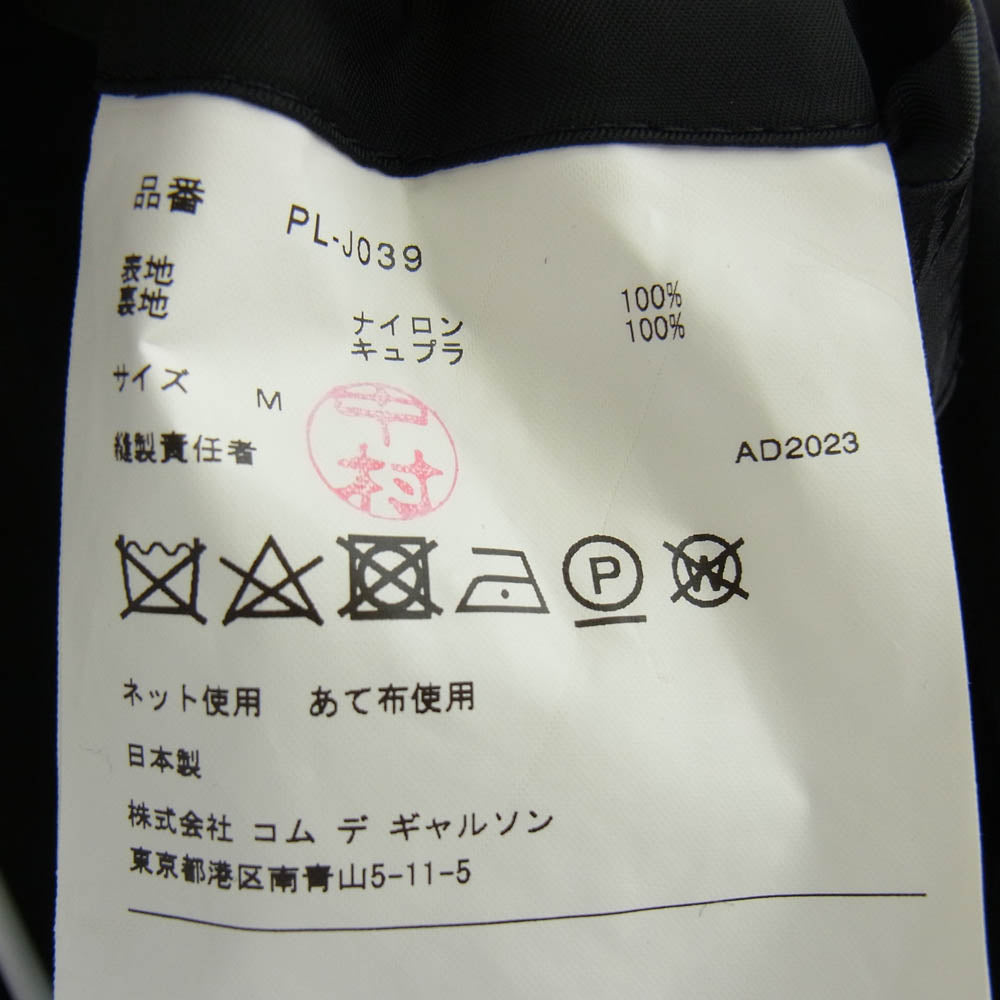 品番 PL-J039
表地 ナイロン 100%
裏地 キュプラ 100%
サイズ M
中村
縫製責任者 AD2023
P W
ネット使用 あて布使用
日本製
株式会社 コム デ ギャルソン
東京都港区南青山5-11-5